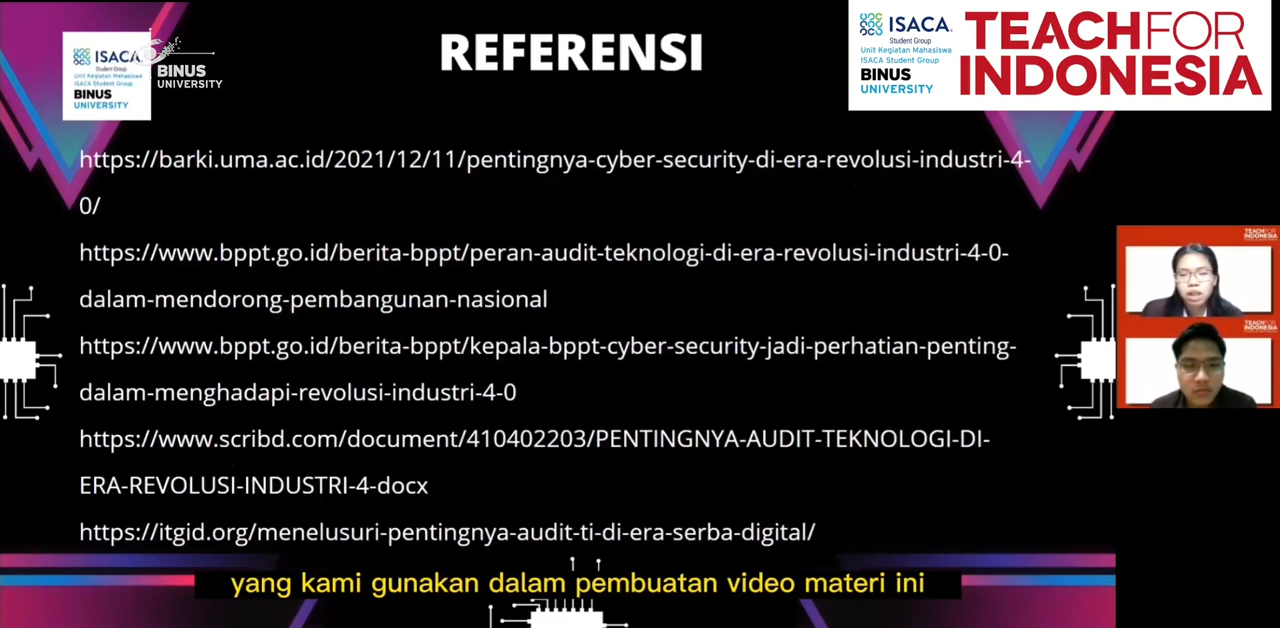 ISACA
Student Group
Unit Kegiatan Mahasiswa
ISACA Student Group
BINUS
UNIVERSITY
BINUS
UNIVERSITY
REFERENSI
ISACA
Student Group
Unit Kegiatan Mahasiswa
ISACA Student Group
BINUS
UNIVERSITY
TEACHFOR
INDONESIA
https://barki.uma.ac.id/2021/12/11/pentingnya-cyber-security-di-era-revolusi-industri-4-
0/
https://www.bppt.go.id/berita-bppt/peran-audit-teknologi-di-era-revolusi-industri-4-0-
dalam-mendorong-pembangunan-nasional
https://www.bppt.go.id/berita-bppt/kepala-bppt-cyber-security-jadi-perhatian-penting-
dalam-menghadapi-revolusi-industri-4-0
https://www.scribd.com/document/410402203/PENTINGNYA-AUDIT-TEKNOLOGI-DI-
ERA-REVOLUSI-INDUSTRI-4-docx
https://itgid.org/menelusuri-pentingnya-audit-ti-di-era-serba-digital/
TEACHFOR
INDONESIA
TEACHFOR
INDONESIA
yang kami gunakan dalam pembuatan video materi ini